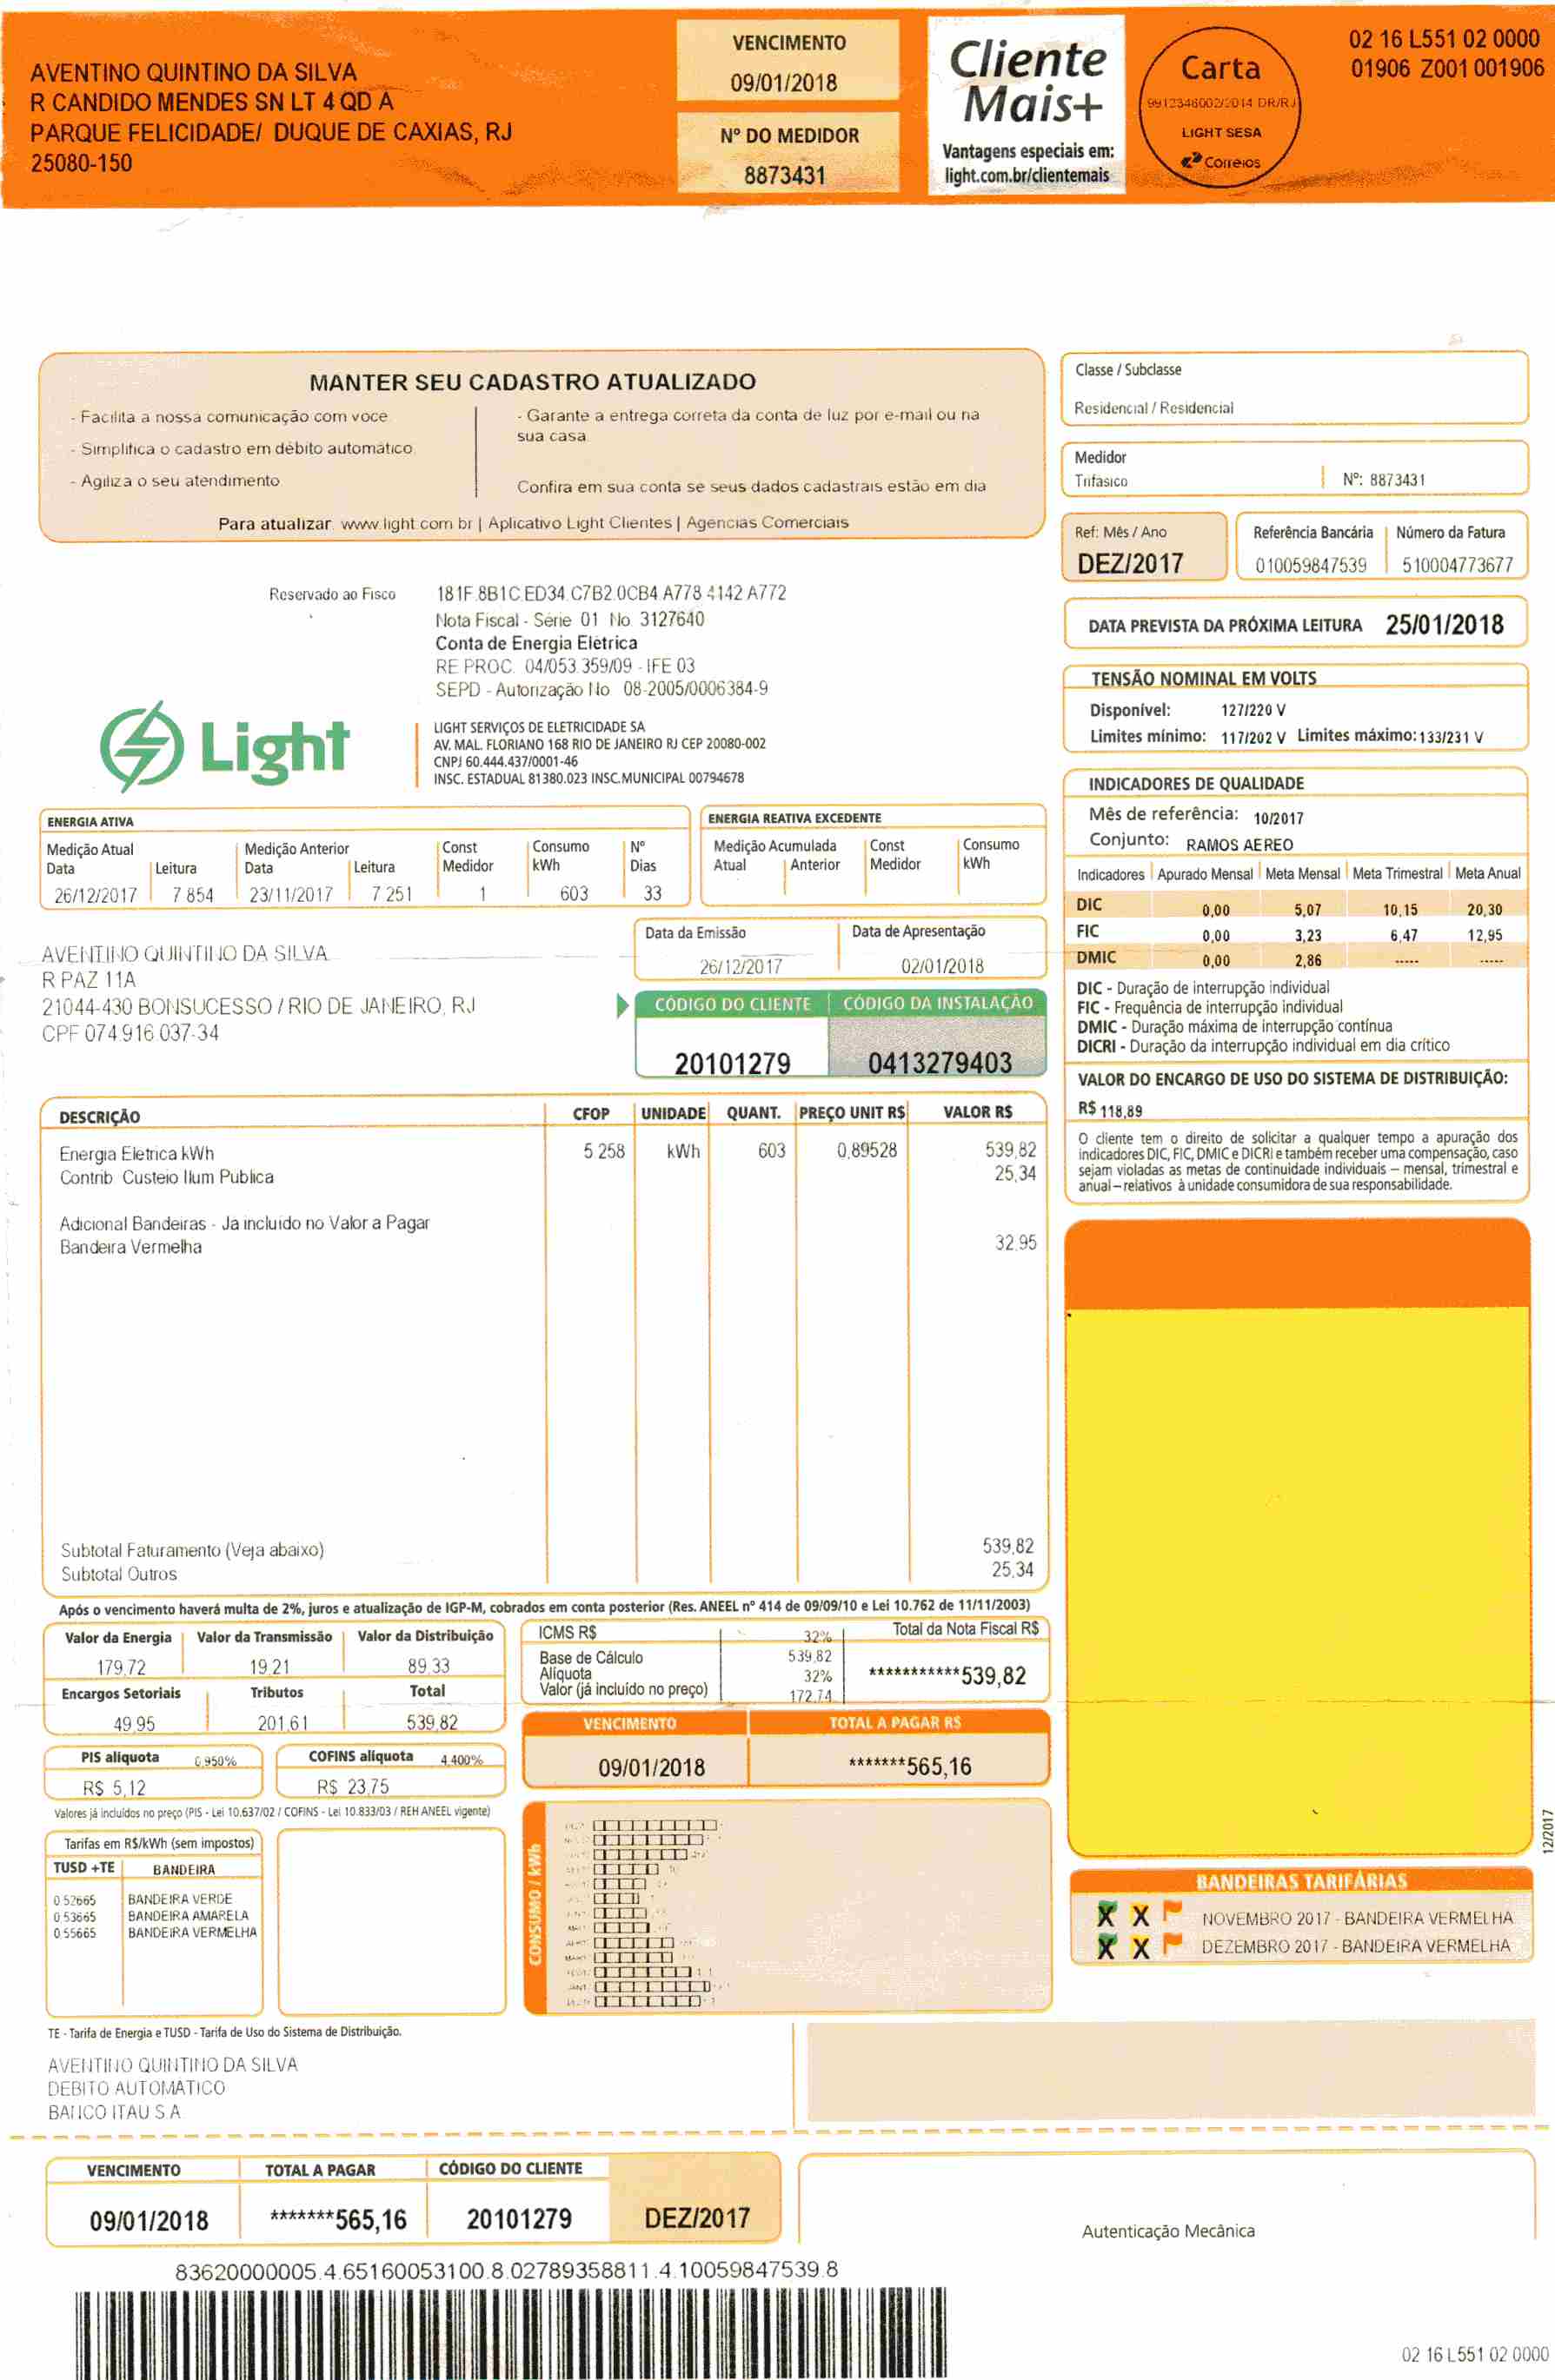 AVENTINO QUINTINO DA SILVA
R CANDIDO MENDES SN LT 4 QD A
PARQUE FELICIDADE/ DUQUE DE CAXIAS, RJ
25080-150
VENCIMENTO
09/01/2018
Nº DO MEDIDOR
8873431
Cliente
Mais+
Vantagens especiais em:
light.com.br/clientemais
Carta
9912346002/2014 DR/RJ
LIGHT SESA
Correios
02 16 L551 02 0000
01906 Z001 001906
MANTER SEU CADASTRO ATUALIZADO
- Facilita a nossa comunicação com voce
- Simplifica o cadastro em débito automático
- Agiliza o seu atendimento
- Garante a entrega correta da conta de luz por e-mail ou na
sua casa
Confira em sua conta se seus dados cadastrais estão em dia
Para atualizar www.light.com.br | Aplicativo Light Clientes | Agencias Comerciais
Classe / Subclasse
Residencial / Residencial
Medidor
Trifasico Nº: 8873431
Ref: Mês / Ano
DEZ/2017
Referência Bancária Número da Fatura
010059847539 510004773677
Reservado ao Fisco
181F.8B1C.ED34.C7B2.0CB4.A778.4142.A772
Nota Fiscal - Série 01 No. 3127640
Conta de Energia Elétrica
RE PROC. 04/053.359/09 - IFE 03
SEPD - Autorização No 08-2005/0006384-9
DATA PREVISTA DA PRÓXIMA LEITURA 25/01/2018
TENSÃO NOMINAL EM VOLTS
Disponível: 127/220 V
Limites mínimo: 117/202 V Limites máximo: 133/231 V
Light
LIGHT SERVIÇOS DE ELETRICIDADE SA
AV. MAL. FLORIANO 168 RIO DE JANEIRO RJ CEP 20080-002
CNPJ 60.444.437/0001-46
INSC. ESTADUAL 81380.023 INSC.MUNICIPAL 00794678
INDICADORES DE QUALIDADE
Mês de referência: 10/2017
Conjunto: RAMOS AEREO
Indicadores Apurado Mensal Meta Mensal Meta Trimestral Meta Anual
DIC 0,00 5,07 10,15 20,30
FIC 0,00 3,23 6,47 12,95
DMIC 0,00 2,86 ----- -----
DIC - Duração de interrupção individual
FIC - Frequência de interrupção individual
DMIC - Duração máxima de interrupção contínua
DICRI - Duração da interrupção individual em dia crítico
VALOR DO ENCARGO DE USO DO SISTEMA DE DISTRIBUIÇÃO:
R$ 118,89
O cliente tem o direito de solicitar a qualquer tempo a apuração dos
indicadores DIC, FIC, DMIC e DICRI e também receber uma compensação, caso
sejam violadas as metas de continuidade individuais – mensal, trimestral e
anual – relativos à unidade consumidora de sua responsabilidade.
ENERGIA ATIVA
Medição Atual Medição Anterior Const Consumo Nº
Data Leitura Data Leitura Medidor kWh Dias
26/12/2017 7 854 23/11/2017 7 251 1 603 33
ENERGIA REATIVA EXCEDENTE
Medição Acumulada Const Consumo
Atual Anterior Medidor kWh
AVENTINO QUINTINO DA SILVA
R PAZ 11A
21044-430 BONSUCESSO / RIO DE JANEIRO, RJ
CPF 074.916.037-34
Data da Emissão Data de Apresentação
26/12/2017 02/01/2018
CÓDIGO DO CLIENTE CÓDIGO DA INSTALAÇÃO
20101279 0413279403
DESCRIÇÃO CFOP UNIDADE QUANT. PREÇO UNIT R$ VALOR R$
Energia Eletrica kWh 5.258 kWh 603 0,89528 539,82
Contrib Custeio Ilum Publica 25,34
Adicional Bandeiras - Ja incluido no Valor a Pagar
Bandeira Vermelha 32,95
Subtotal Faturamento (Veja abaixo) 539,82
Subtotal Outros 25,34
Após o vencimento haverá multa de 2%, juros e atualização de IGP-M, cobrados em conta posterior (Res. ANEEL nº 414 de 09/09/10 e Lei 10.762 de 11/11/2003)
Valor da Energia Valor da Transmissão Valor da Distribuição
179,72 19,21 89,33
Encargos Setoriais Tributos Total
49,95 201,61 539,82
ICMS R$ 32%
Base de Cálculo 539,82
Alíquota 32%
Valor (já incluído no preço) 172,74
Total da Nota Fiscal R$
***********539,82
VENCIMENTO TOTAL A PAGAR R$
09/01/2018 *******565,16
PIS alíquota 0,950%
R$ 5,12
COFINS alíquota 4,400%
R$ 23,75
Valores já incluídos no preço (PIS - Lei 10.637/02 / COFINS - Lei 10.833/03 / REH ANEEL vigente)
Tarifas em R$/kWh (sem impostos)
TUSD +TE BANDEIRA
0.52665 BANDEIRA VERDE
0.53665 BANDEIRA AMARELA
0.55665 BANDEIRA VERMELHA
CONSUMO / kWh
12/2017
BANDEIRAS TARIFÁRIAS
NOVEMBRO 2017 - BANDEIRA VERMELHA
DEZEMBRO 2017 - BANDEIRA VERMELHA
TE - Tarifa de Energia e TUSD - Tarifa de Uso do Sistema de Distribuição.
AVENTINO QUINTINO DA SILVA
DEBITO AUTOMÁTICO
BANCO ITAU S.A
VENCIMENTO TOTAL A PAGAR CÓDIGO DO CLIENTE
09/01/2018 *******565,16 20101279 DEZ/2017
Autenticação Mecânica
83620000005.4.65160053100.8.02789358811.4.10059847539.8
02 16 L551 02 0000